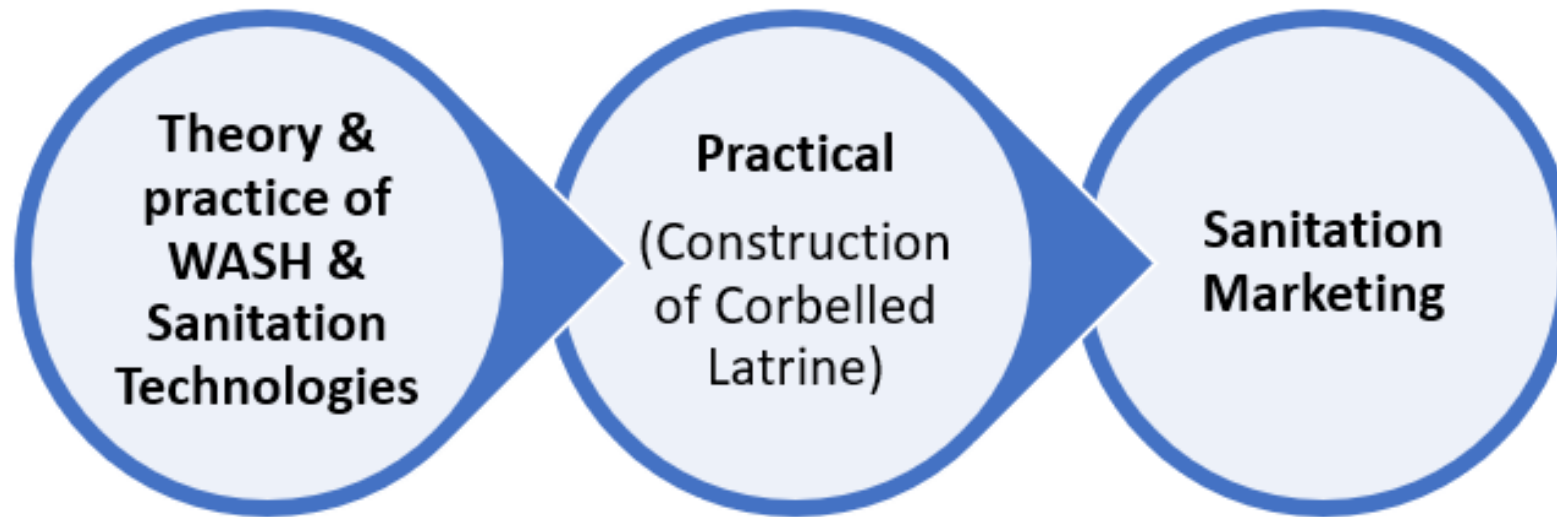 Theory &
practice of
WASH &
Sanitation
Technologies
Practical
(Construction
of Corbelled
Latrine)
Sanitation
Marketing